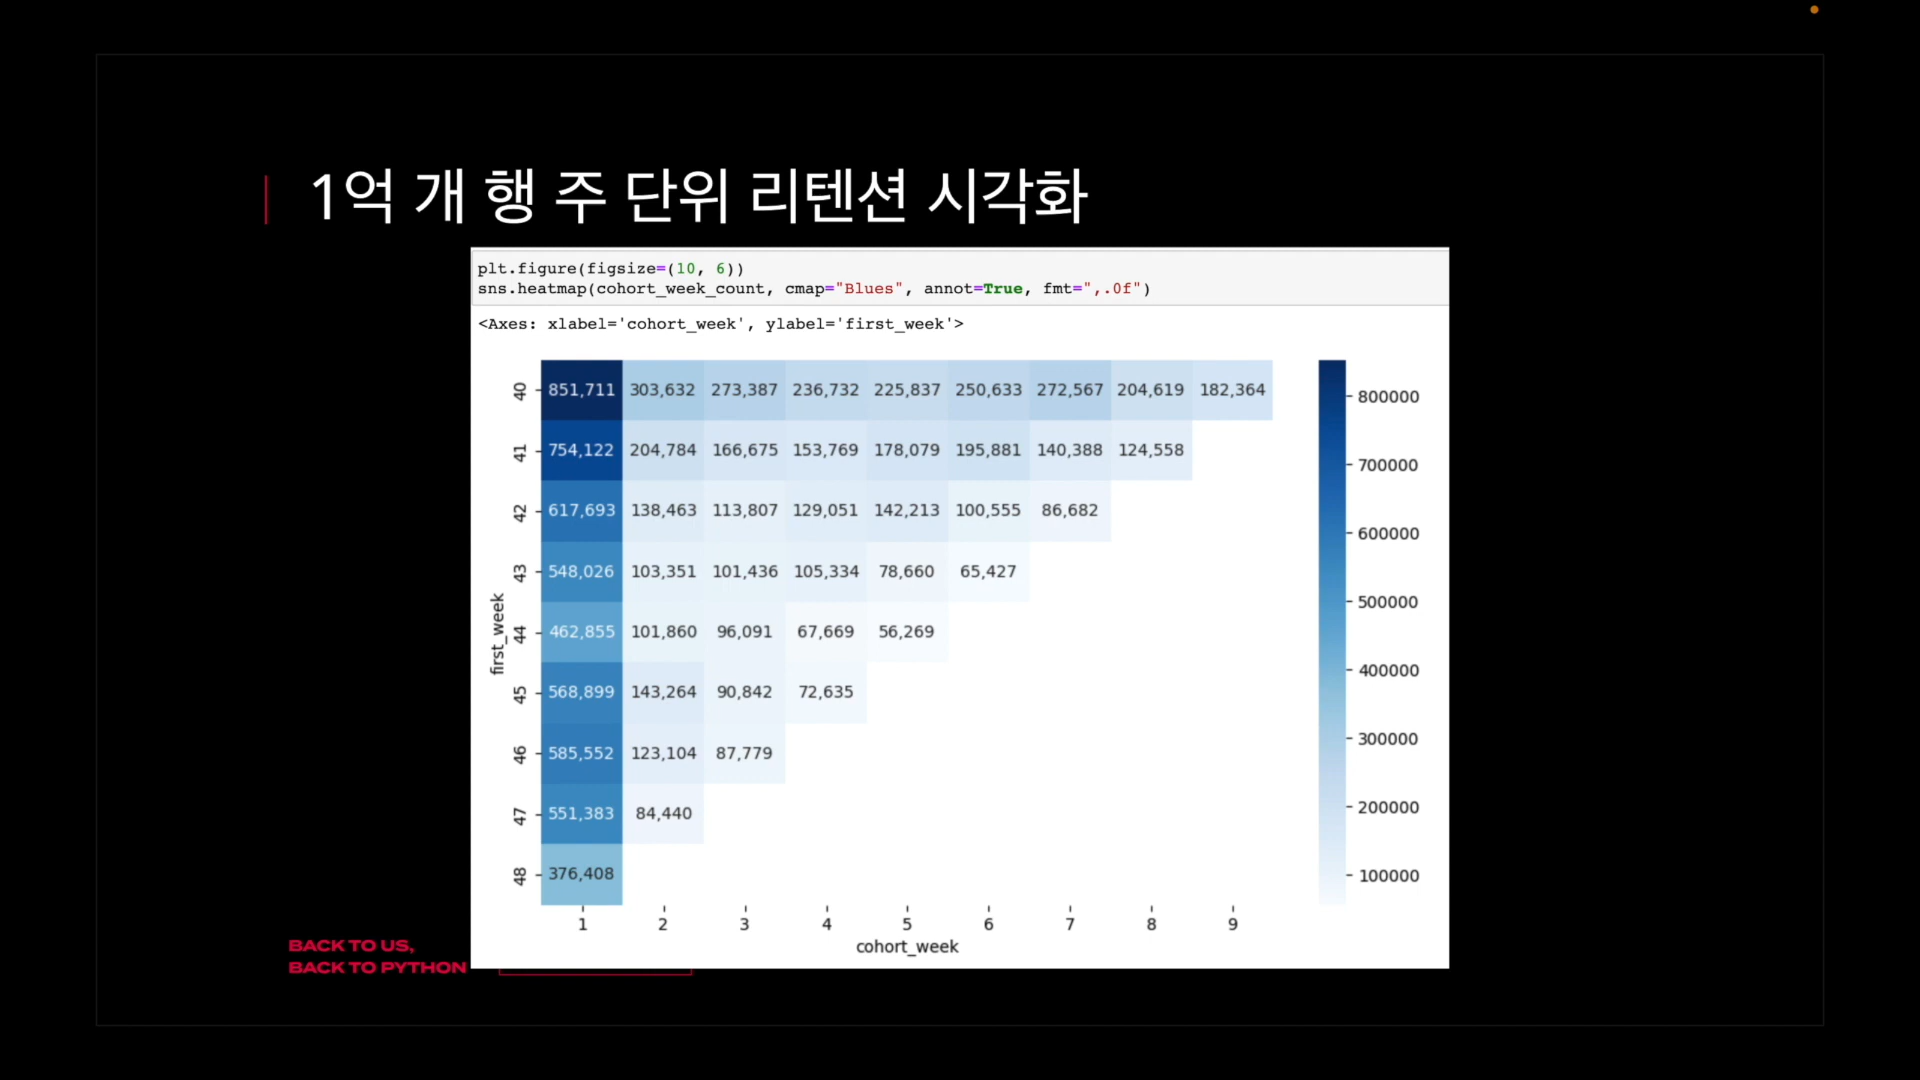 1억 개 행 주 단위 리텐션 시각화
plt.figure(figsize=(10, 6))
sns.heatmap(cohort_week_count, cmap="Blues", annot=True, fmt=",.0f")
<Axes: xlabel='cohort_week', ylabel='first_week'>
40 851,711 303,632 273,387 236,732 225,837 250,633 272,567 204,619 182,364
41 754,122 204,784 166,675 153,769 178,079 195,881 140,388 124,558
42 617,693 138,463 113,807 129,051 142,213 100,555 86,682
43 548,026 103,351 101,436 105,334 78,660 65,427
44 462,855 101,860 96,091 67,669 56,269
45 568,899 143,264 90,842 72,635
46 585,552 123,104 87,779
47 551,383 84,440
48 376,408
first_week
1 2 3 4 5 6 7 8 9
cohort_week
800000
700000
600000
500000
400000
300000
200000
100000
BACK TO US,
BACK TO PYTHON